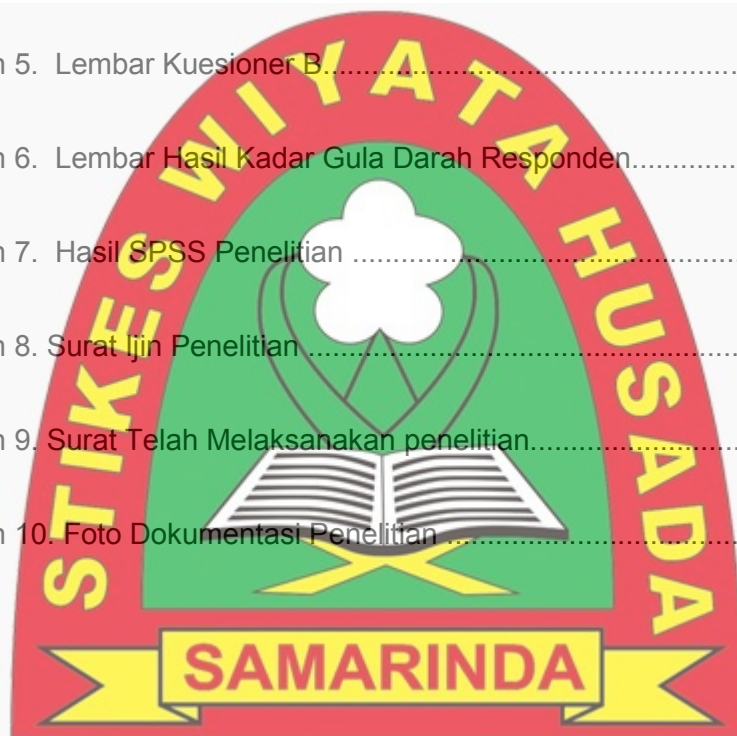 n 5. Lembar Kuesioner B
n 6. Lembar Hasil Kadar Gula Darah Responden
n 7. Hasil SPSS Penelitian
n 8. Surat Ijin Penelitian
n 9. Surat Telah Melaksanakan penelitian
n 10. Foto Dokumentasi Penelitian
STIKES WIYATA HUSADA
SAMARINDA